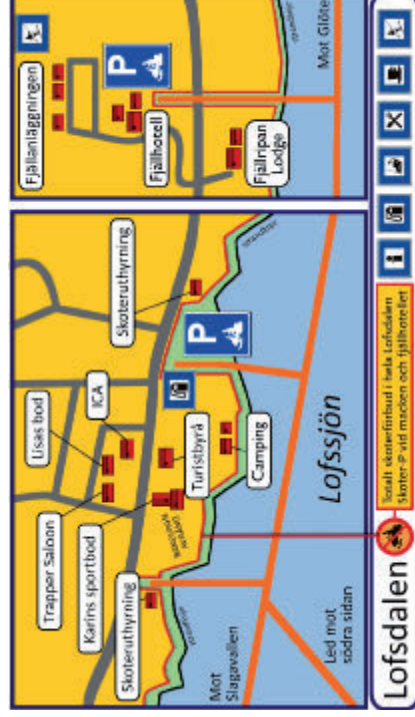 Fjällanläggningen
P
Fjällhotell
Fjällripan
Lodge
Mot Glöte
Lisas bod
ICA
Trapper Saloon
Karins sportbod
Skoteruthyrning
Skoteruthyrning
P
Turistbyrå
Camping
Lofssjön
Mot
Slagavallen
Led mot
södra sidan
Lofsdalen
Totalt skoterförbud i hela Lofsdalen
Skoter-P vid macken och fjällhotellet
i